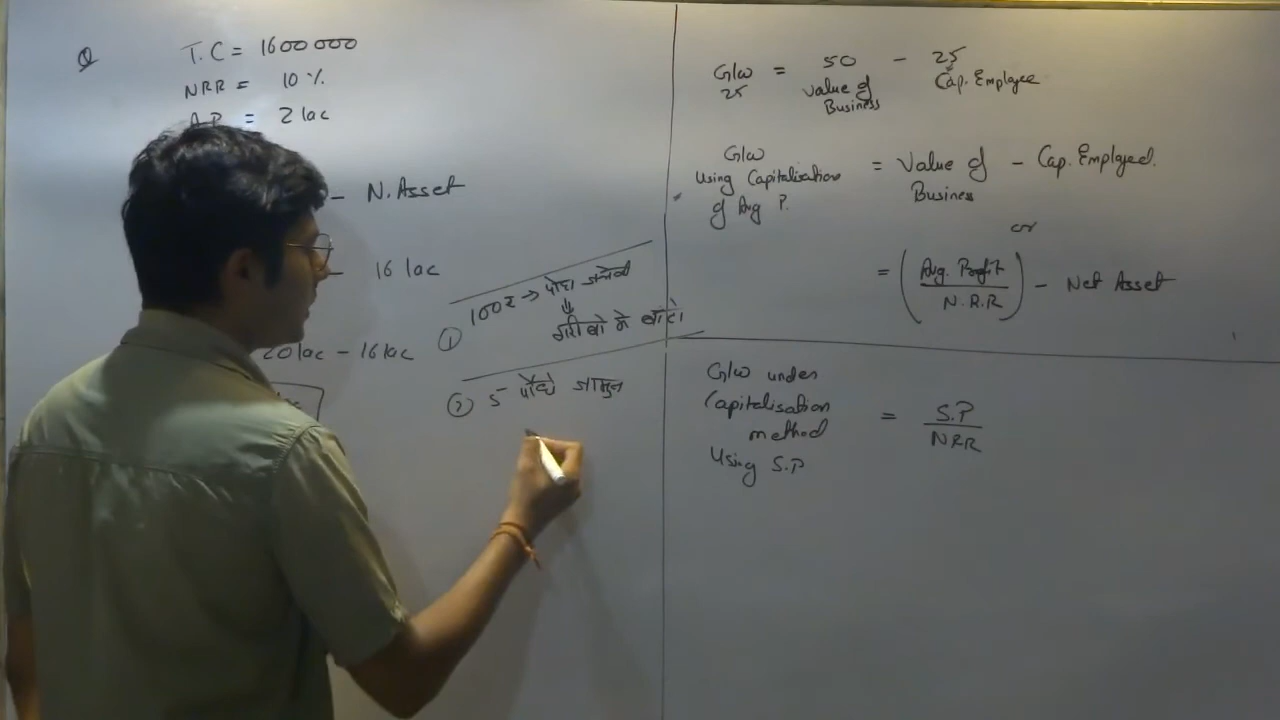 Q
T.C = 1600 000
NRR = 10 %
A.P = 2 lac
- N. Asset
- 16 lac
20 lac - 16 lac
① 100₹ → पोहा जलेबी
⇓
गरीबो मे बाँटो
② 5 पौधे जामुन
G/W = 50 - 25
25 Value of Business Cap. Employee
G/W
Using Capitalisation
of Avg P.
= Value of Business - Cap. Employed.
or
= (Avg. Profit / N.R.R) - Net Asset
G/W under
Capitalisation
method
Using S.P
= S.P / NRR